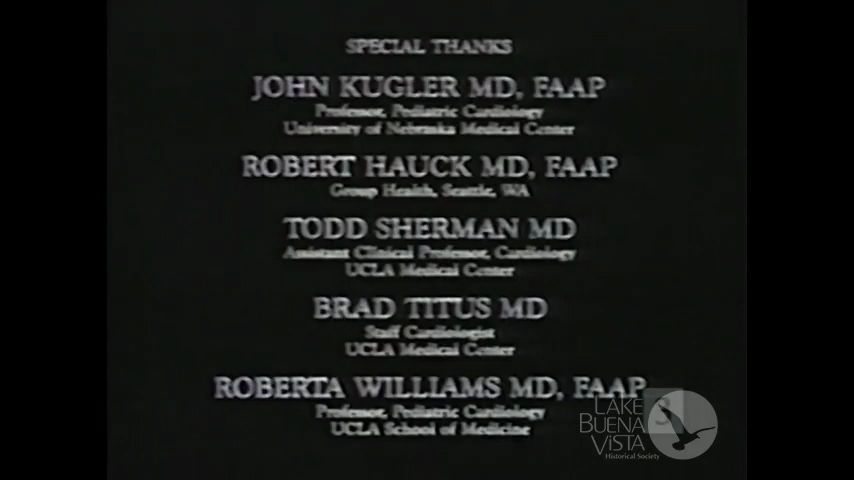 SPECIAL THANKS
JOHN KUGLER MD, FAAP
Professor, Pediatric Cardiology
University of Nebraska Medical Center
ROBERT HAUCK MD, FAAP
Group Health, Seattle, WA
TODD SHERMAN MD
Assistant Clinical Professor, Cardiology
UCLA Medical Center
BRAD TITUS MD
Staff Cardiologist
UCLA Medical Center
ROBERTA WILLIAMS MD, FAAP
Professor, Pediatric Cardiology
UCLA School of Medicine
LAKE
BUENA
VISTA
Historical Society
3